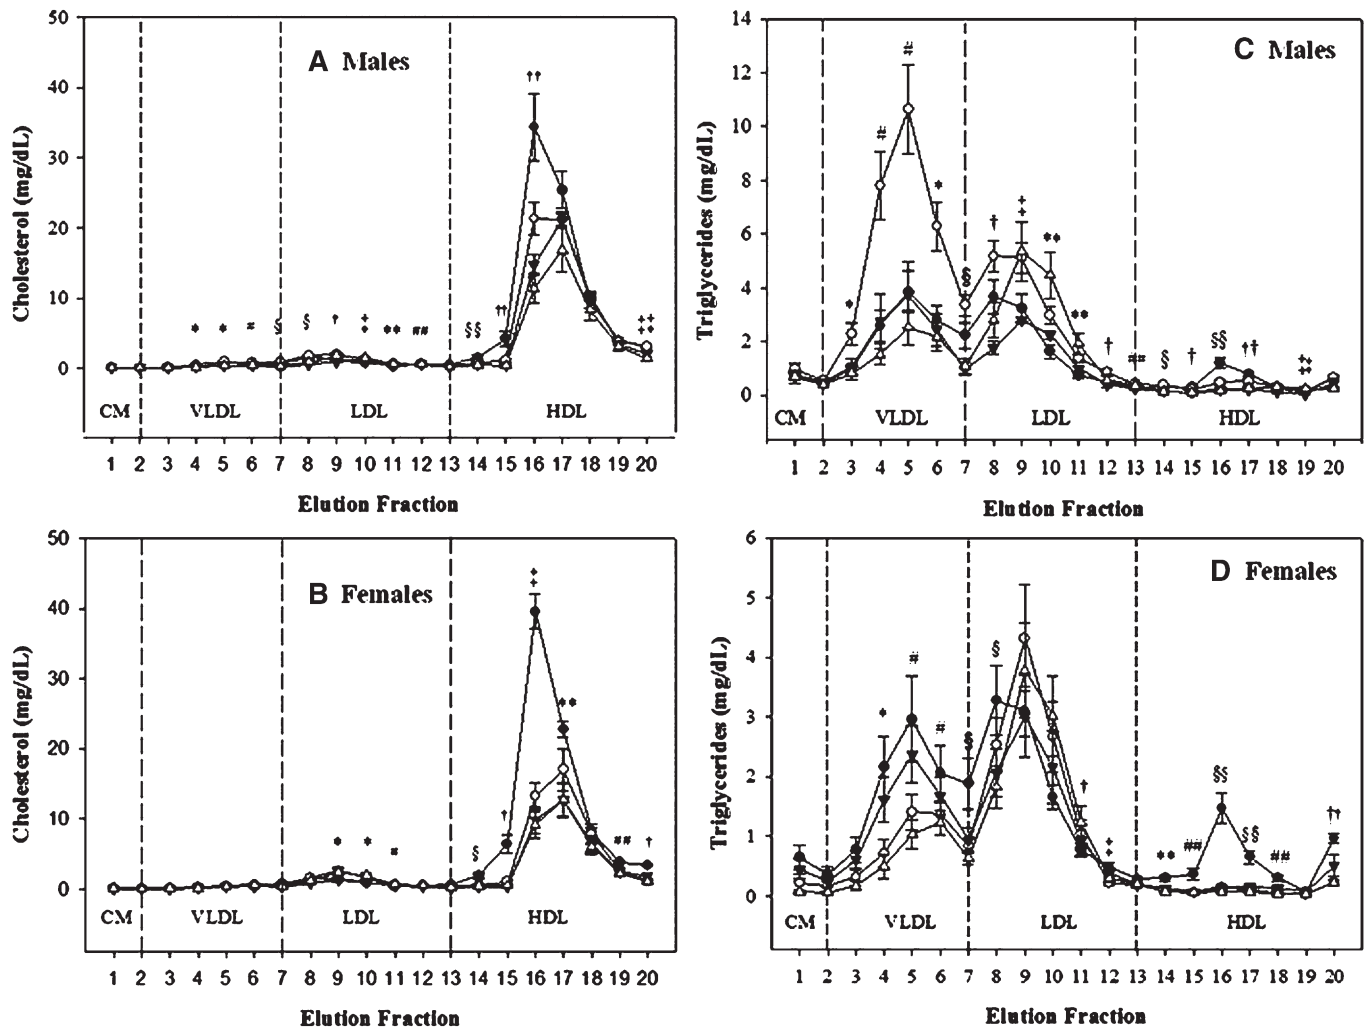 50
40
30
20
10
0
Cholesterol (mg/dL)
A Males
* * # § § † ‡ ** ## §§ †† †† ‡‡
CM VLDL LDL HDL
1 2 3 4 5 6 7 8 9 10 11 12 13 14 15 16 17 18 19 20
Elution Fraction
14
12
10
8
6
4
2
0
Triglycerides (mg/dL)
C Males
* # # * § † ‡ ** ** † ## § † §§ †† ‡‡
CM VLDL LDL HDL
1 2 3 4 5 6 7 8 9 10 11 12 13 14 15 16 17 18 19 20
Elution Fraction
50
40
30
20
10
0
Cholesterol (mg/dL)
B Females
* * # § † ‡ ** ## †
CM VLDL LDL HDL
1 2 3 4 5 6 7 8 9 10 11 12 13 14 15 16 17 18 19 20
Elution Fraction
6
5
4
3
2
1
0
Triglycerides (mg/dL)
D Females
* # # § § † ‡ ** ## §§ §§ ## ††
CM VLDL LDL HDL
1 2 3 4 5 6 7 8 9 10 11 12 13 14 15 16 17 18 19 20
Elution Fraction